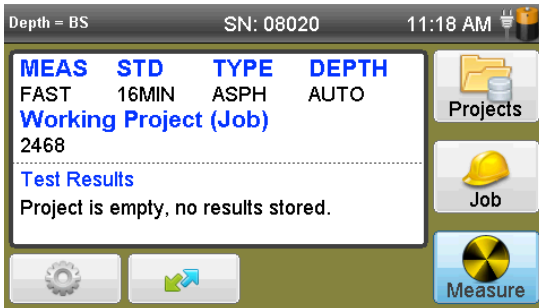 Depth = BS SN: 08020 11:18 AM
MEAS STD TYPE DEPTH
FAST 16MIN ASPH AUTO
Working Project (Job)
2468
Test Results
Project is empty, no results stored.
Projects
Job
Measure